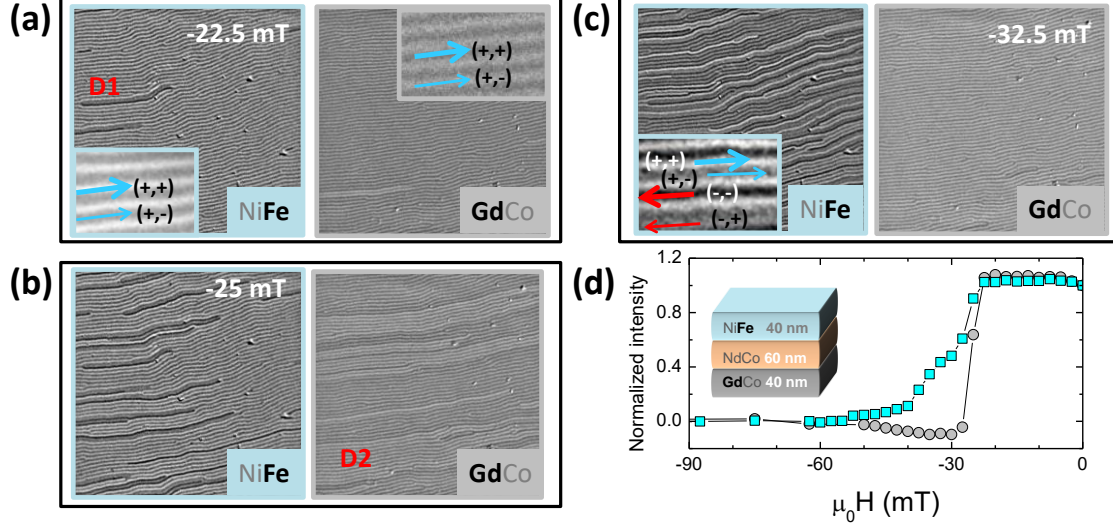 (a)
-22.5 mT
D1
(+,+)
(+,-)
NiFe
(+,+)
(+,-)
GdCo
(b)
-25 mT
NiFe
D2
GdCo
(c)
-32.5 mT
(+,+)
(+,-)
(-,-)
(-,+)
NiFe
GdCo
(d)
Normalized intensity
1.2
0.8
0.4
0.0
NiFe 40 nm
NdCo 60 nm
GdCo 40 nm
-90 -60 -30 0
μ₀H (mT)